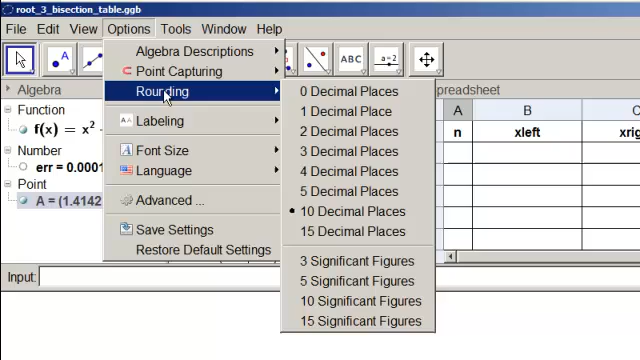 root_3_bisection_table.ggb
File Edit View Options Tools Window Help
ABC a=2
Algebra
Function
f(x) = x²
Number
err = 0.0001
Point
A = (1.4142
Algebra Descriptions
Point Capturing
Rounding
AA Labeling
Font Size
Language
Advanced ...
Save Settings
Restore Default Settings
0 Decimal Places
1 Decimal Place
2 Decimal Places
3 Decimal Places
4 Decimal Places
5 Decimal Places
10 Decimal Places
15 Decimal Places
3 Significant Figures
5 Significant Figures
10 Significant Figures
15 Significant Figures
preadsheet
A B C
n xleft xrig
Input: